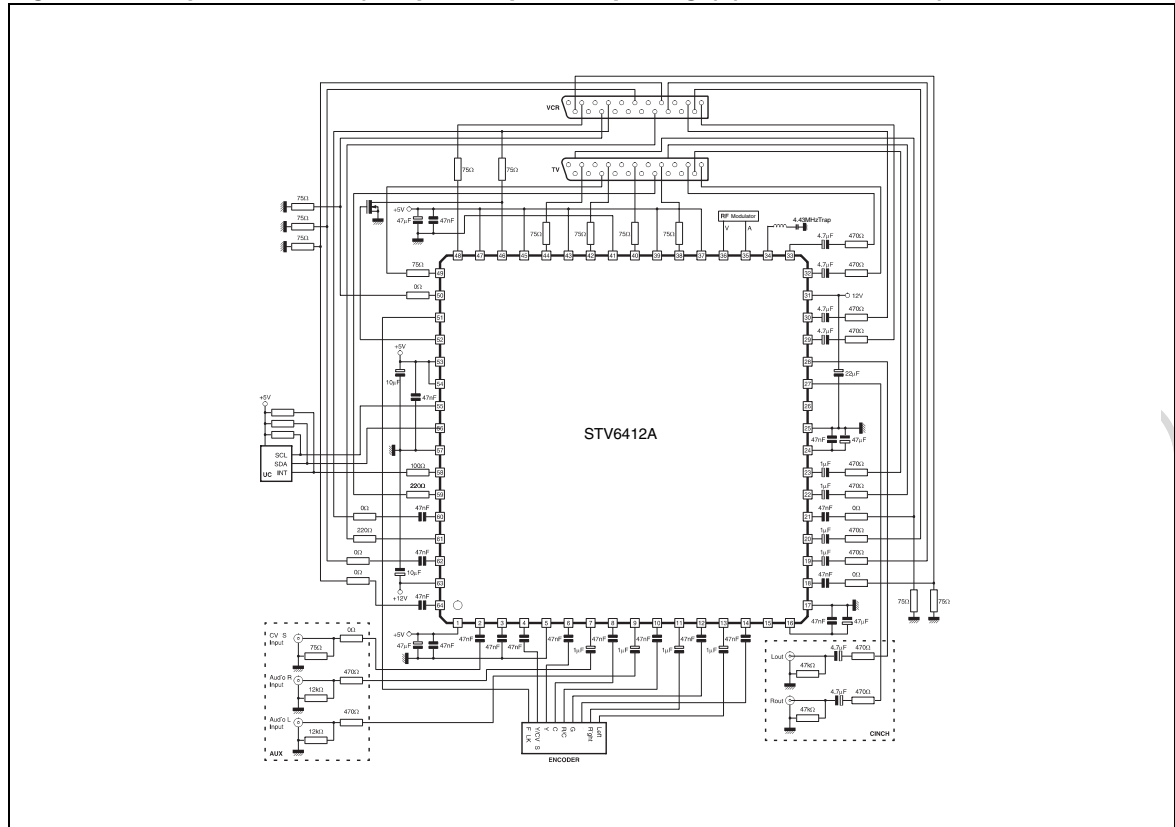 VCR
75Ω 75Ω
TV
75Ω
75Ω
75Ω
+5V
47µF 47nF
75Ω 75Ω 75Ω 75Ω
RF Modulator
V A
4.43MHzTrap
4.7µF 470Ω
48 47 46 45 44 43 42 41 40 39 38 37 36 35 34 33
75Ω 49
0Ω 50
51
52
+5V
53
10µF
54
47nF
55
56
57
100Ω 58
220Ω 59
0Ω 47nF 60
220Ω 61
0Ω 47nF 62
10µF
63
0Ω
+12V
47nF 64
+5V
SCL
SDA
INT
UC
STV6412A
32 4.7µF 470Ω
31 12V
30 4.7µF 470Ω
29 4.7µF 470Ω
28
22µF
27
26
25
47nF 47µF
24
23 1µF 470Ω
22 1µF 470Ω
21 47nF 0Ω
20 1µF 470Ω
19 1µF 470Ω
18 47nF 0Ω
75Ω 75Ω
17
47nF 47µF
1 2 3 4 5 6 7 8 9 10 11 12 13 14 15 16
+5V
47µF 47nF 47nF 47nF 47nF 47nF 1µF 47nF 1µF 47nF 1µF 47nF 1µF 47nF
CV S
Input
0Ω
75Ω
Audio R
Input
470Ω
12kΩ
Audio L
Input
470Ω
12kΩ
AUX
F LK
Y/CV S
Y
C
R/C
G
Right
Left
ENCODER
Lout
4.7µF 470Ω
47kΩ
Rout
4.7µF 470Ω
47kΩ
CINCH